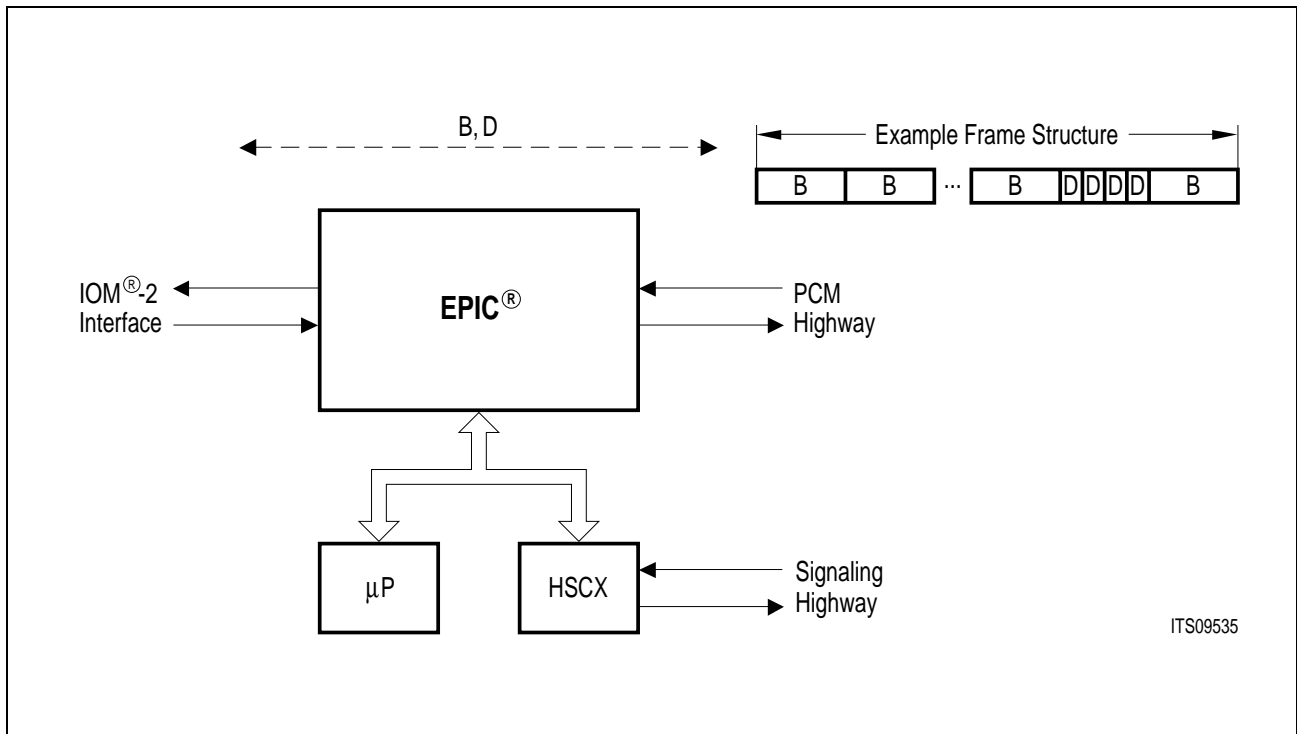 B, D
Example Frame Structure
B B ... B D D D D B
IOM®-2
Interface
EPIC®
PCM
Highway
µP
HSCX
Signaling
Highway
ITS09535